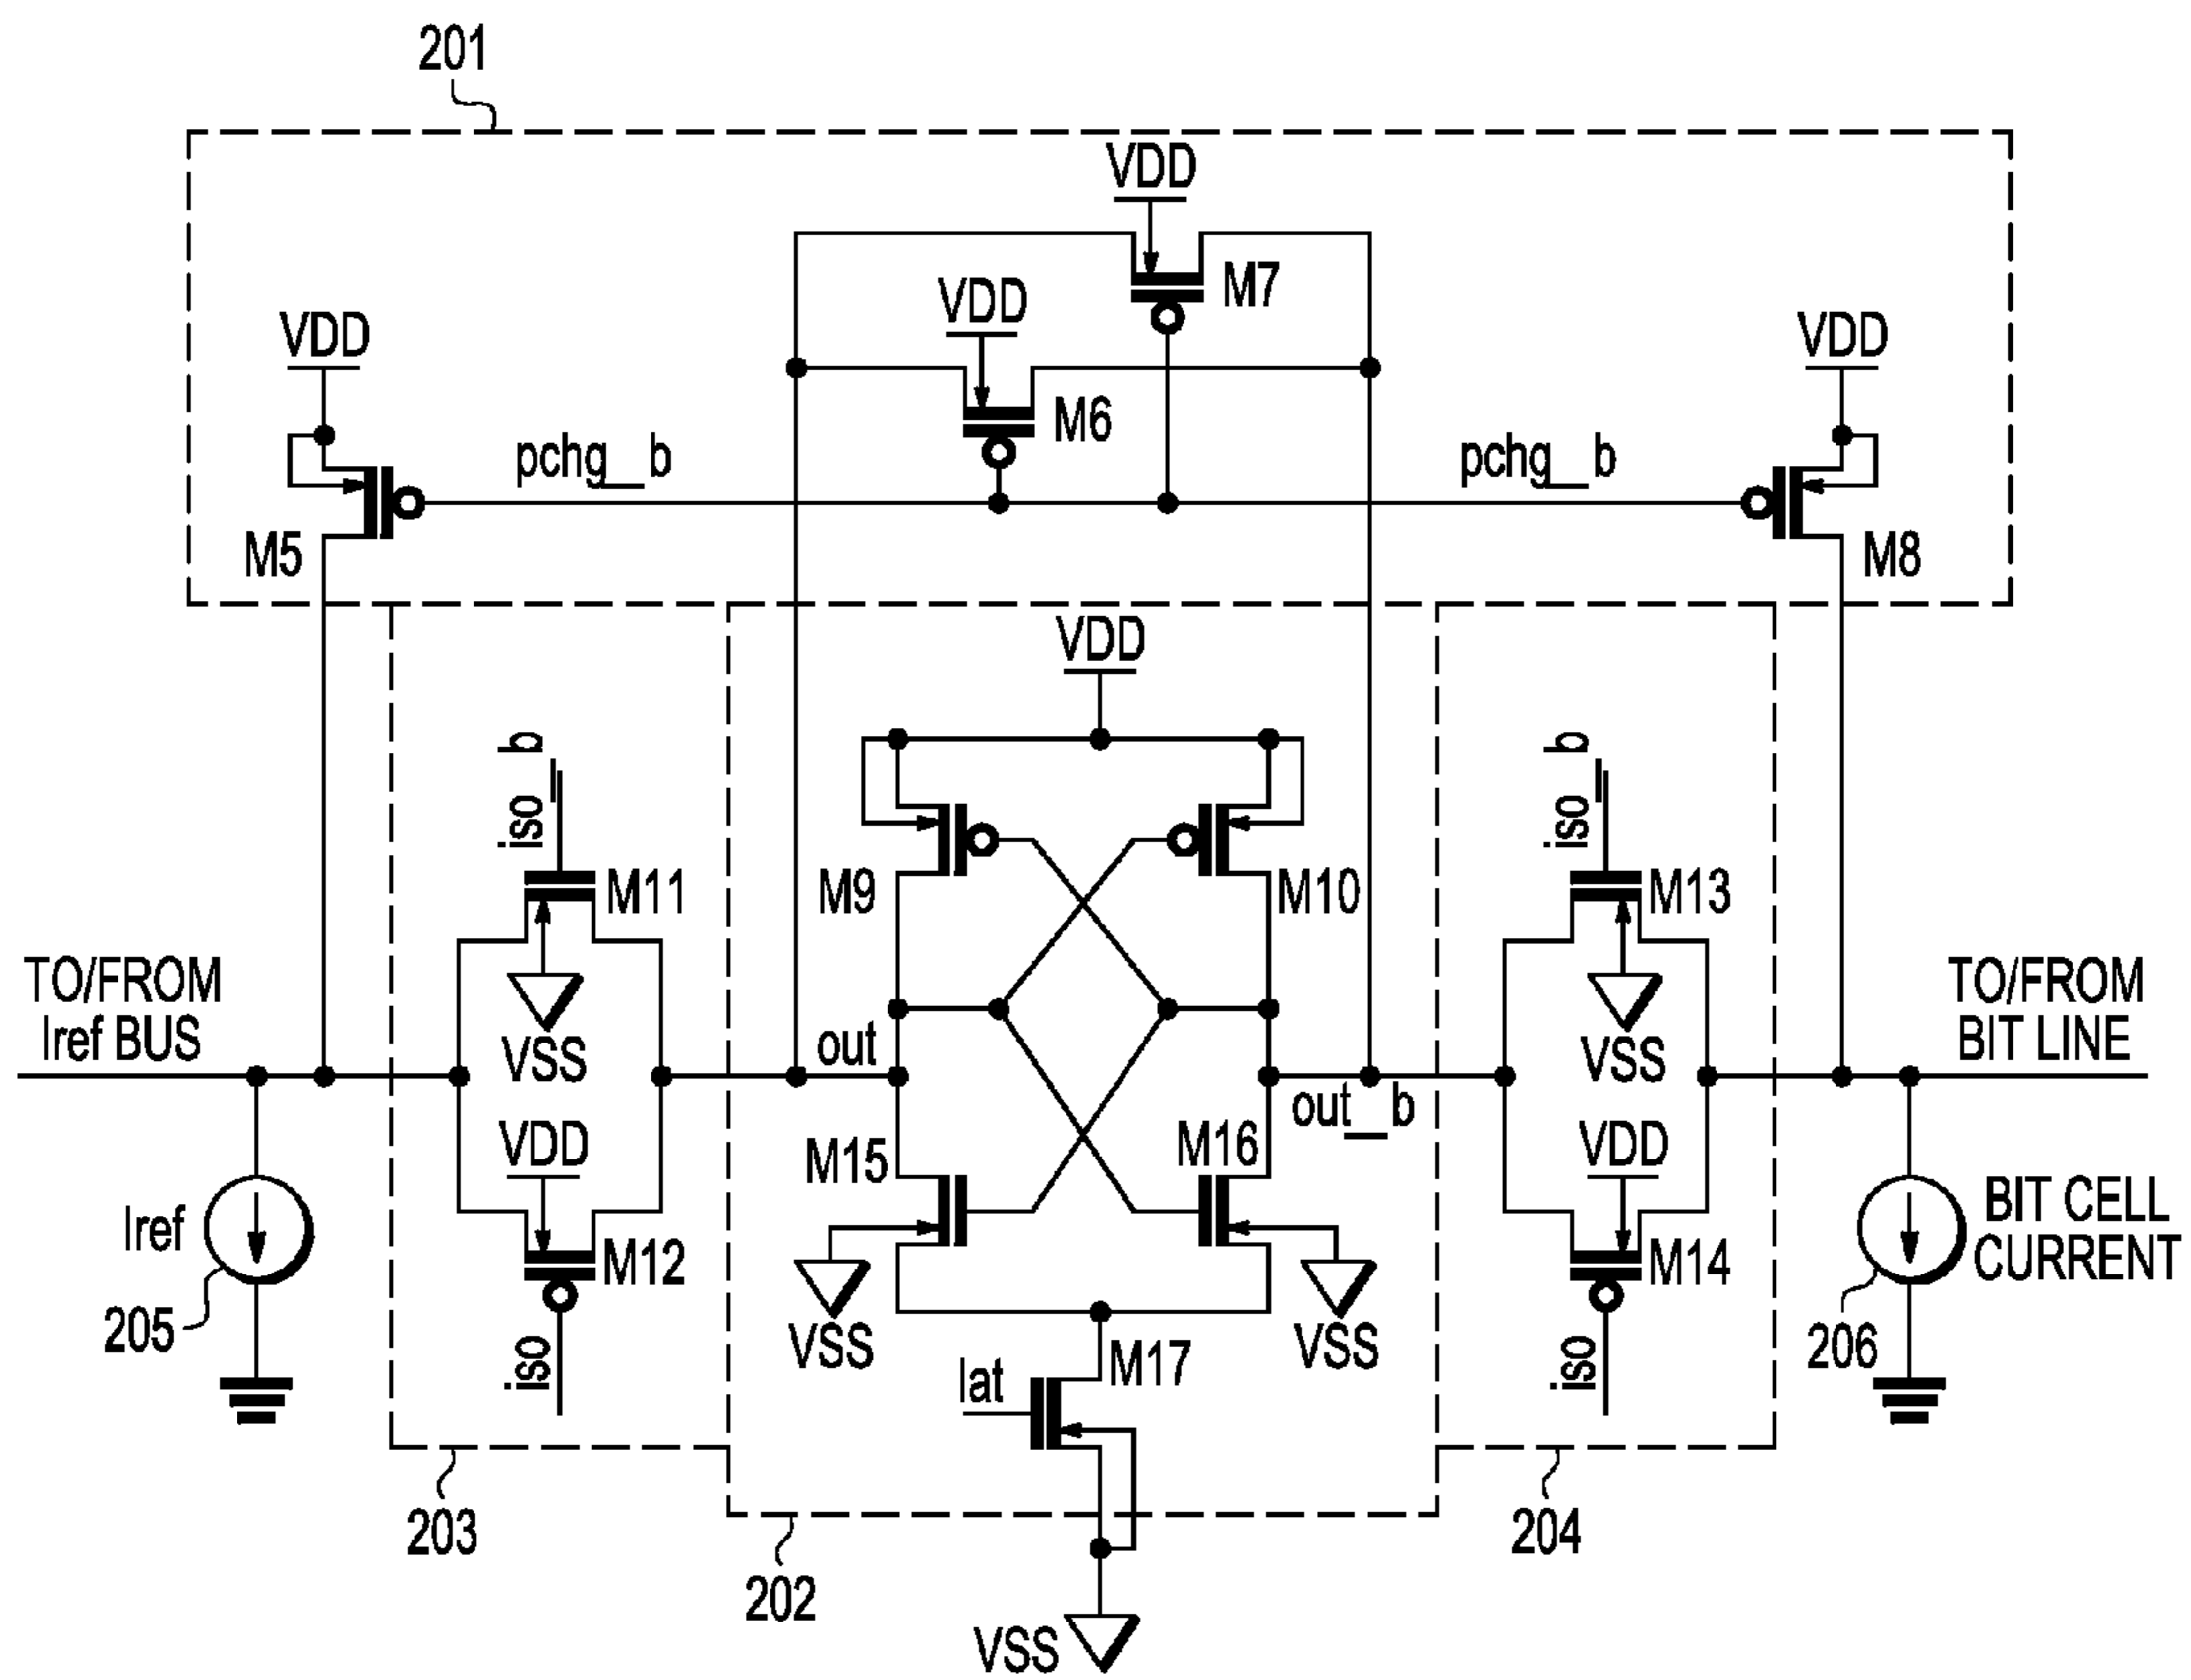 201
VDD
VDD
M7
VDD
VDD
M6
pchg_b
pchg_b
M5
M8
VDD
iso_b
iso_b
M11
M9
M10
M13
TO/FROM
Iref BUS
VSS
out
out_b
VSS
TO/FROM
BIT LINE
VDD
M15
M16
VDD
Iref
BIT CELL
CURRENT
M12
M14
205
iso
VSS
lat
M17
VSS
iso
206
203
202
204
VSS